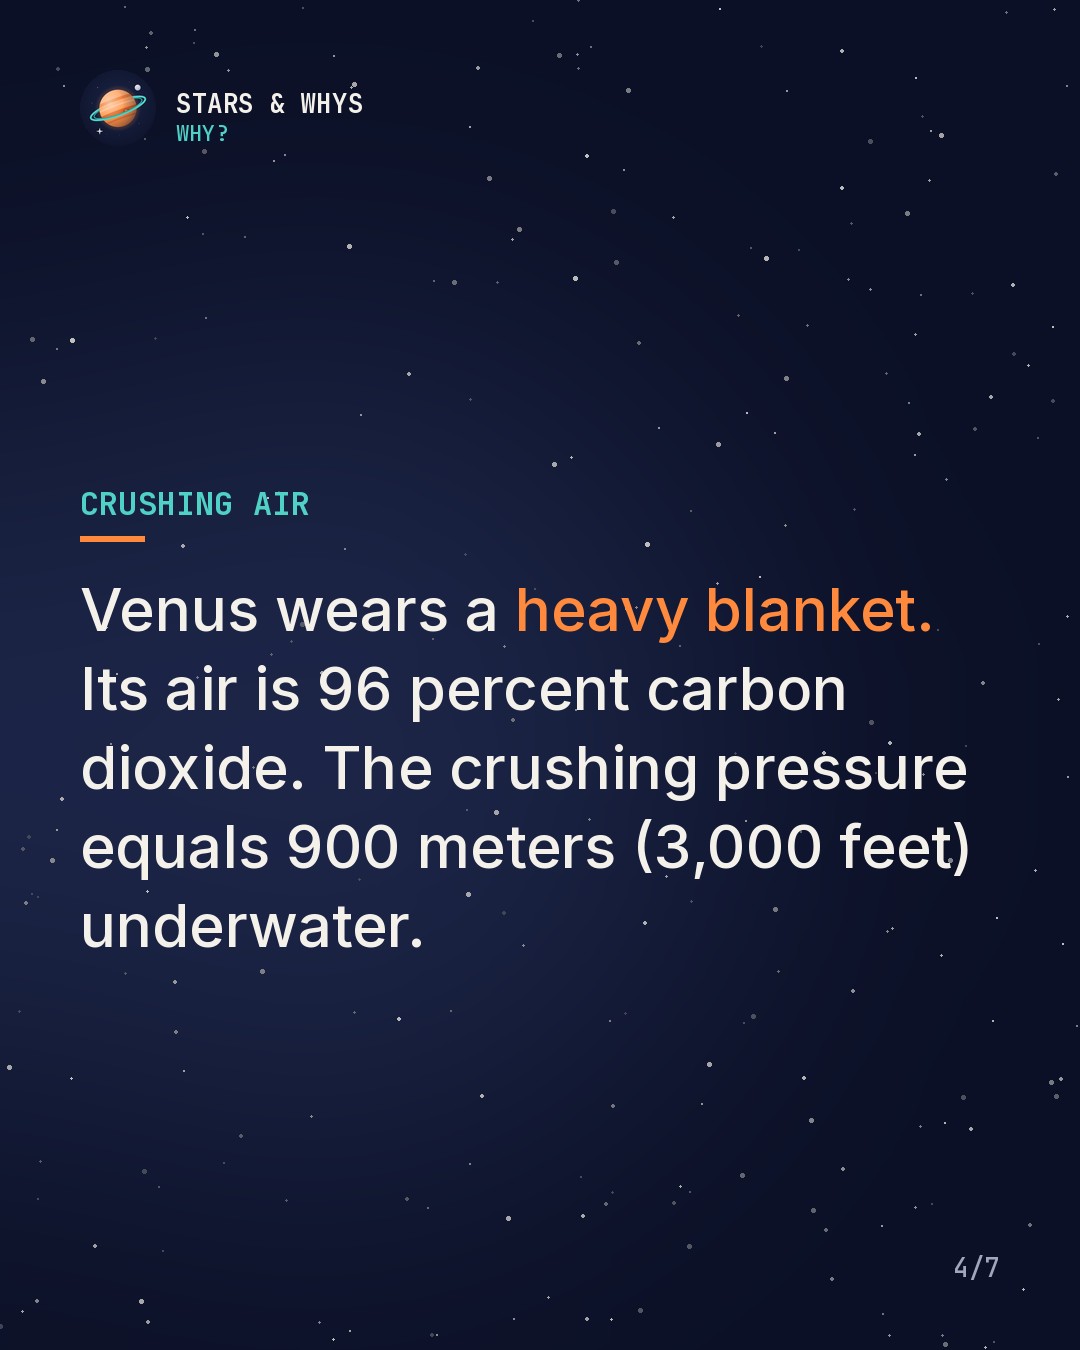 STARS & WHYS
WHY?
CRUSHING AIR
Venus wears a heavy blanket.
Its air is 96 percent carbon
dioxide. The crushing pressure
equals 900 meters (3,000 feet)
underwater.
4/7